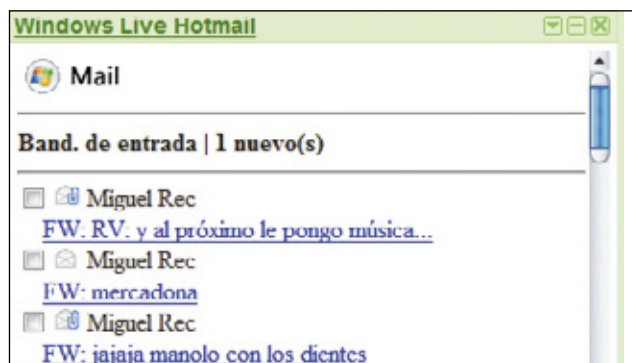 Windows Live Hotmail
Mail
Band. de entrada | 1 nuevo(s)
Miguel Rec
FW: RV: y al próximo le pongo música...
Miguel Rec
FW: mercadona
Miguel Rec
FW: jajaja manolo con los dientes